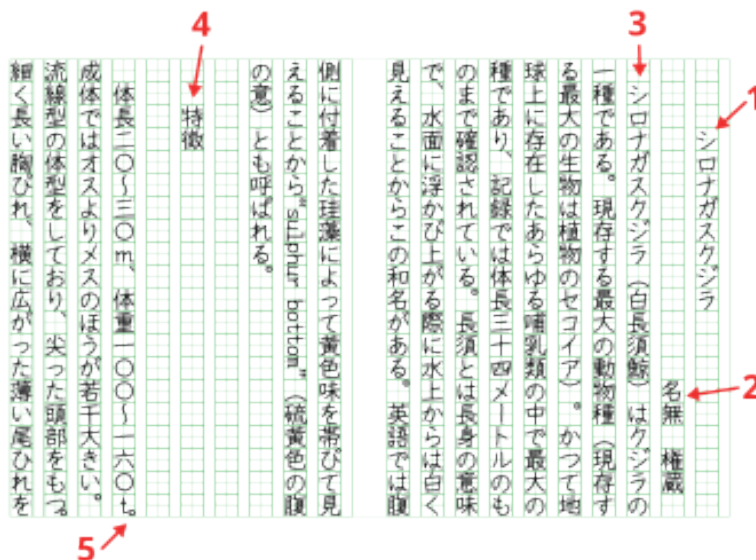 シロナガスクジラ
名無 権蔵
シロナガスクジラ（白長須鯨）はクジラの
一種である。現存する最大の動物種（現存す
る最大の生物は植物のセコイア）。かつて地
球上に存在したあらゆる哺乳類の中で最大の
種であり、記録では体長三十四メートルのも
のまで確認されている。長須とは長身の意味
で、水面に浮かび上がる際に水上からは白く
見えることからこの和名がある。英語では腹
側に付着した珪藻によって黄色味を帯びて見
えることから"sulphur bottom"（硫黄色の腹
の意）とも呼ばれる。
特徴
体長二〇～三〇m、体重一〇〇～一六〇t。
成体ではオスよりメスのほうが若干大きい。
流線型の体型をしており、尖った頭部をもつ。
細く長い胸びれ、横に広がった薄い尾びれを
1
2
3
4
5